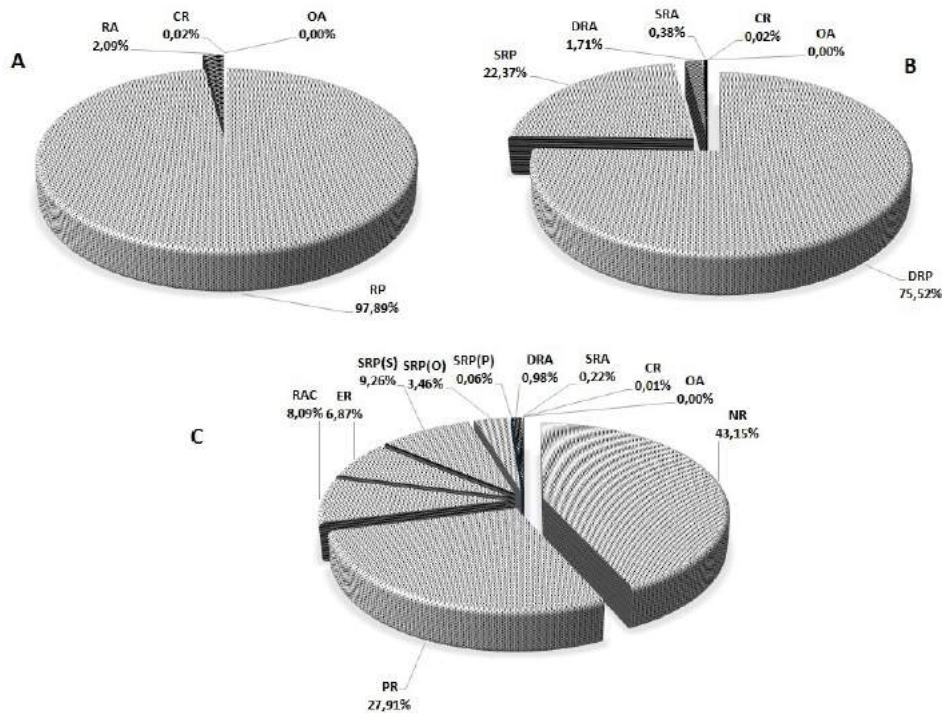 A
RA
2,09%
CR
0,02%
OA
0,00%
RP
97,89%
B
SRP
22,37%
DRA
1,71%
SRA
0,38%
CR
0,02%
OA
0,00%
DRP
75,52%
C
RAC
8,09%
ER
6,87%
SRP(S)
9,26%
SRP(O)
3,46%
SRP(P)
0,06%
DRA
0,98%
SRA
0,22%
CR
0,01%
OA
0,00%
NR
43,15%
PR
27,91%